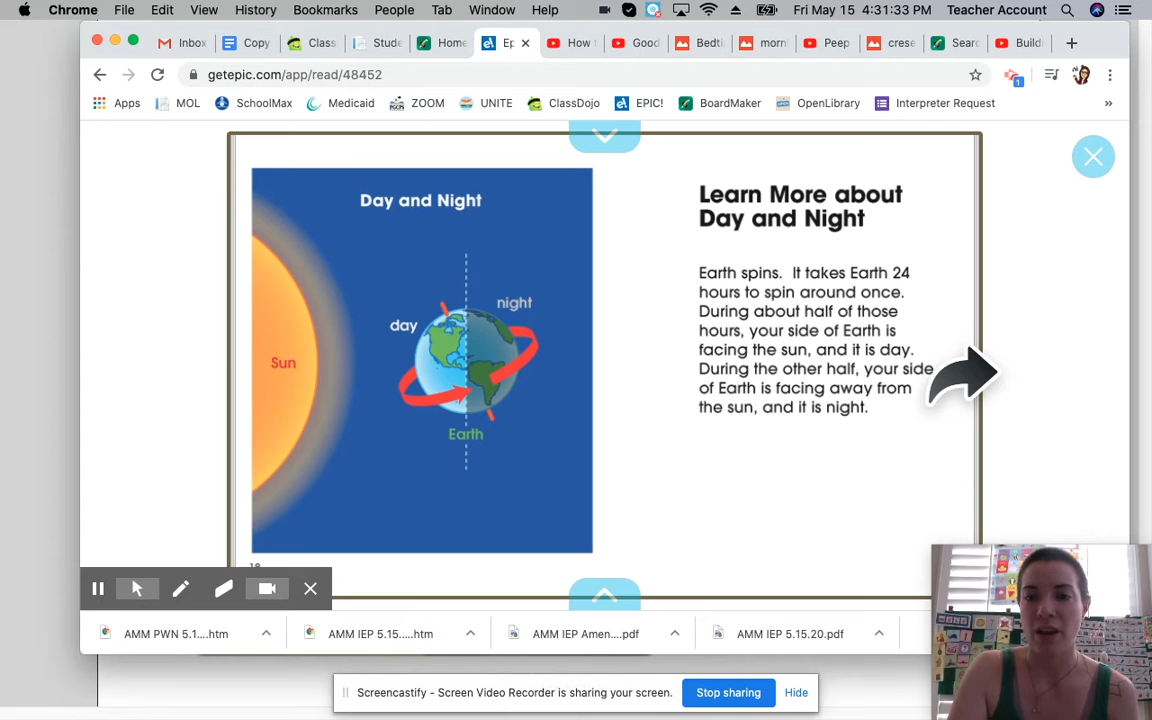 Chrome File Edit View History Bookmarks People Tab Window Help Fri May 15 4:31:33 PM Teacher Account
Inbox Copy Class Stude Home Ep How t Good Bedti morni Peep crese Searc Buildi
getepic.com/app/read/48452
Apps MOL SchoolMax Medicaid ZOOM UNITE ClassDojo EPIC! BoardMaker OpenLibrary Interpreter Request »
Day and Night
Sun
day
night
Earth
18
Learn More about
Day and Night
Earth spins. It takes Earth 24
hours to spin around once.
During about half of those
hours, your side of Earth is
facing the sun, and it is day.
During the other half, your side
of Earth is facing away from
the sun, and it is night.
AMM PWN 5.1....htm AMM IEP 5.15.....htm AMM IEP Amen....pdf AMM IEP 5.15.20.pdf
Screencastify - Screen Video Recorder is sharing your screen. Stop sharing Hide